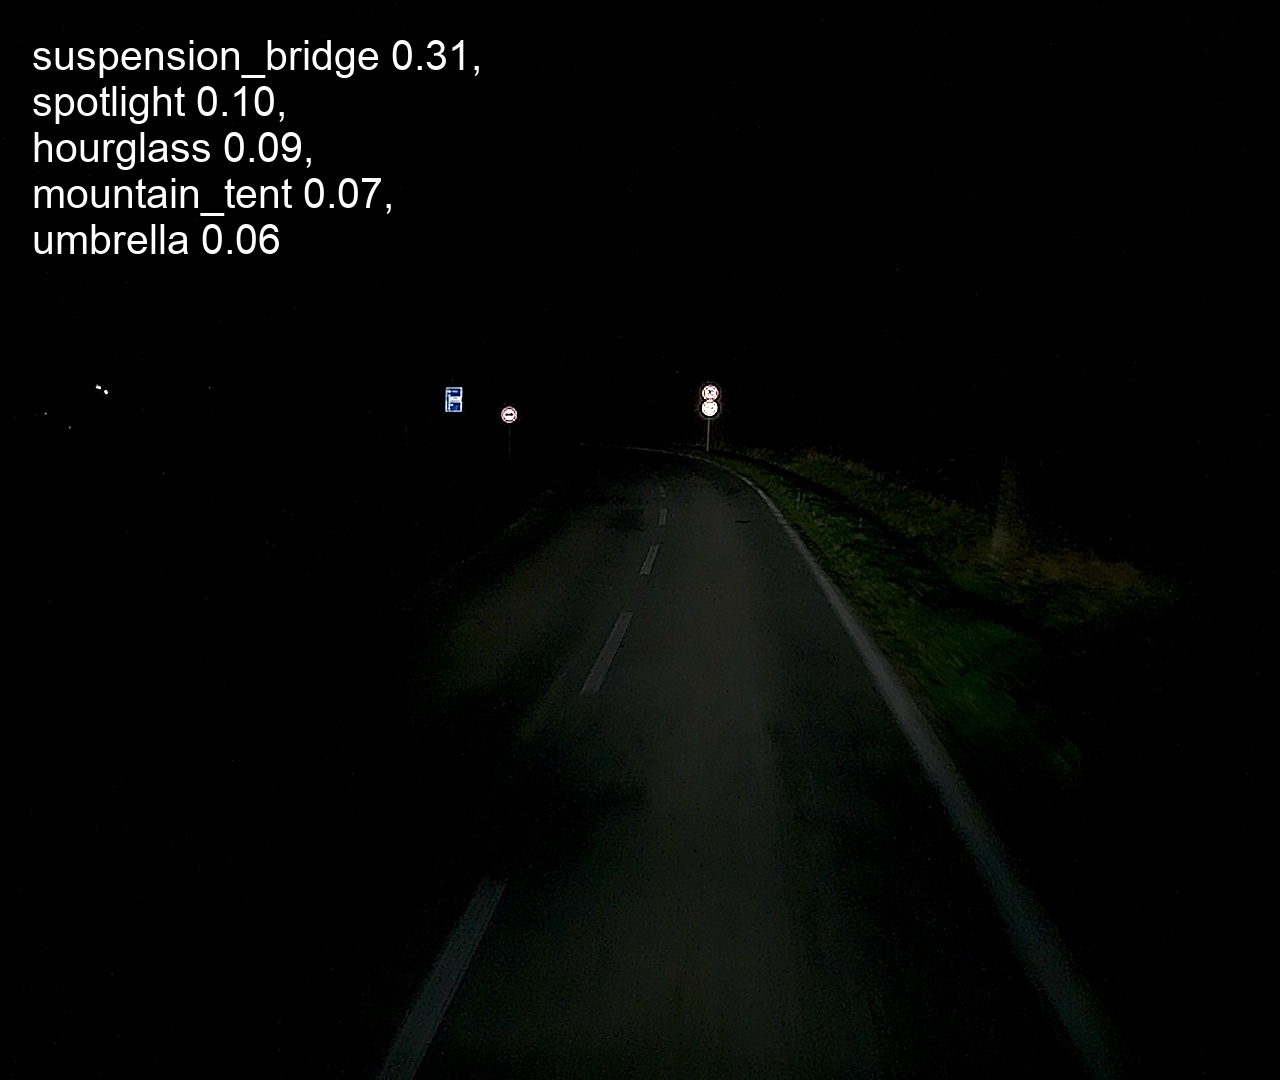 suspension_bridge 0.31,
spotlight 0.10,
hourglass 0.09,
mountain_tent 0.07,
umbrella 0.06